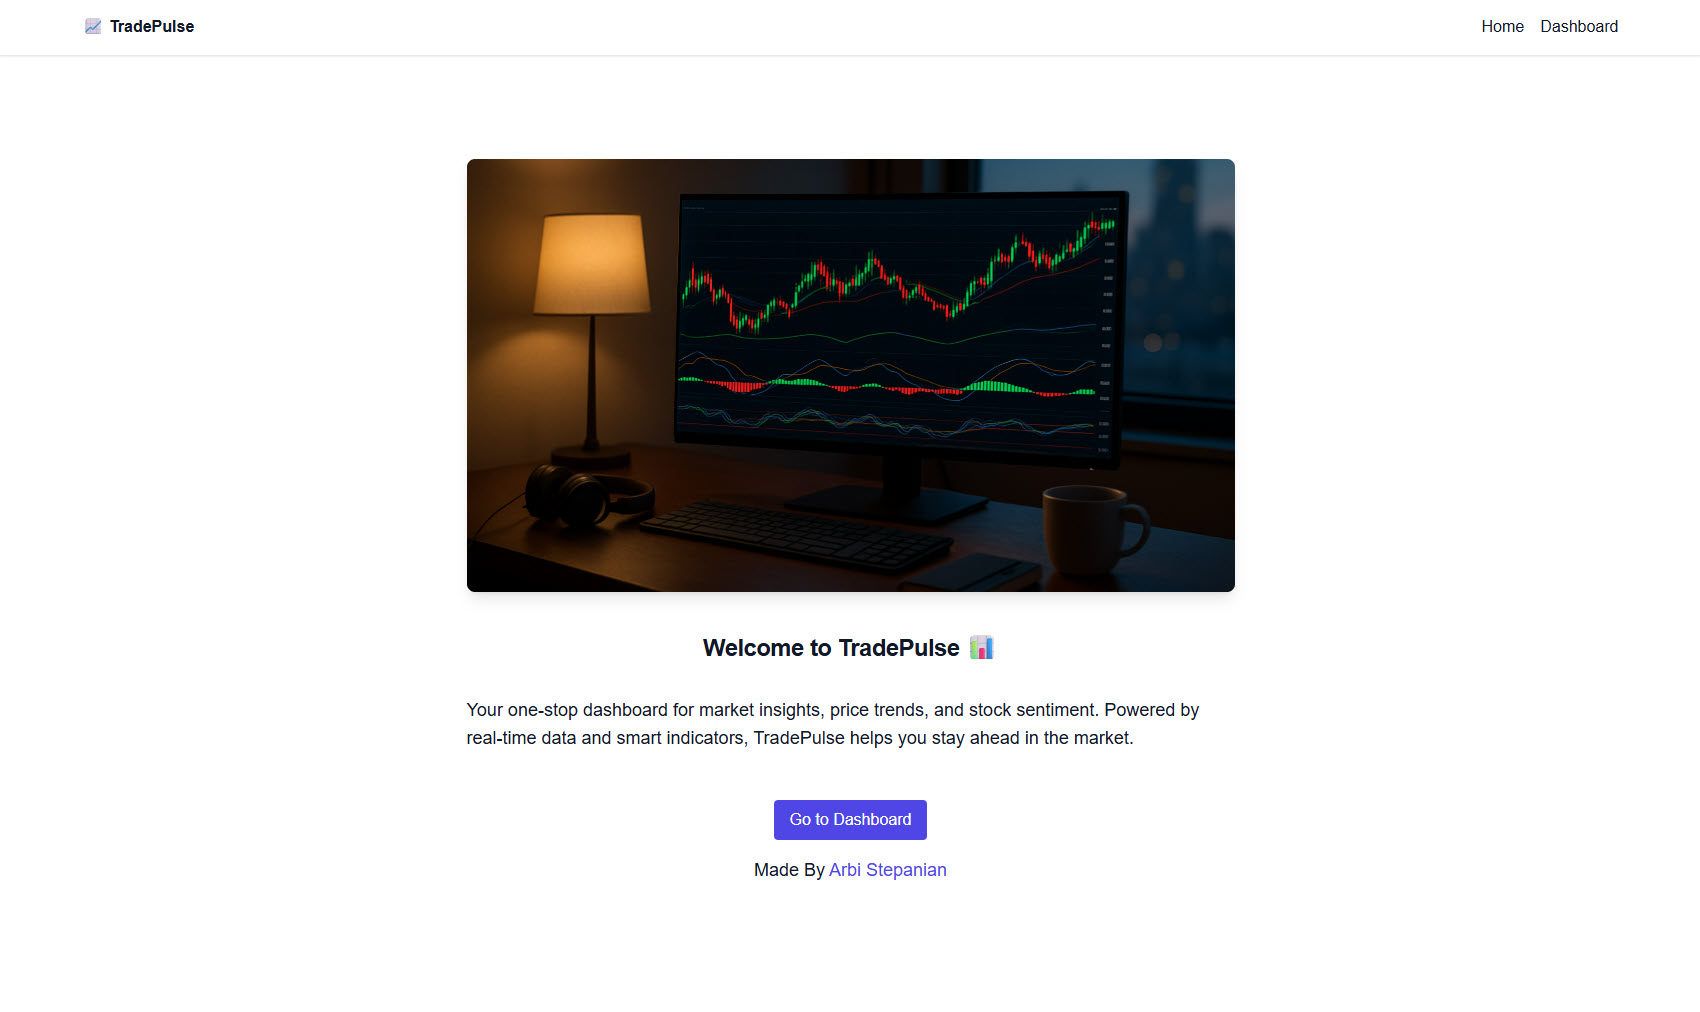 TradePulse
Home Dashboard
Welcome to TradePulse
Your one-stop dashboard for market insights, price trends, and stock sentiment. Powered by
real-time data and smart indicators, TradePulse helps you stay ahead in the market.
Go to Dashboard
Made By Arbi Stepanian